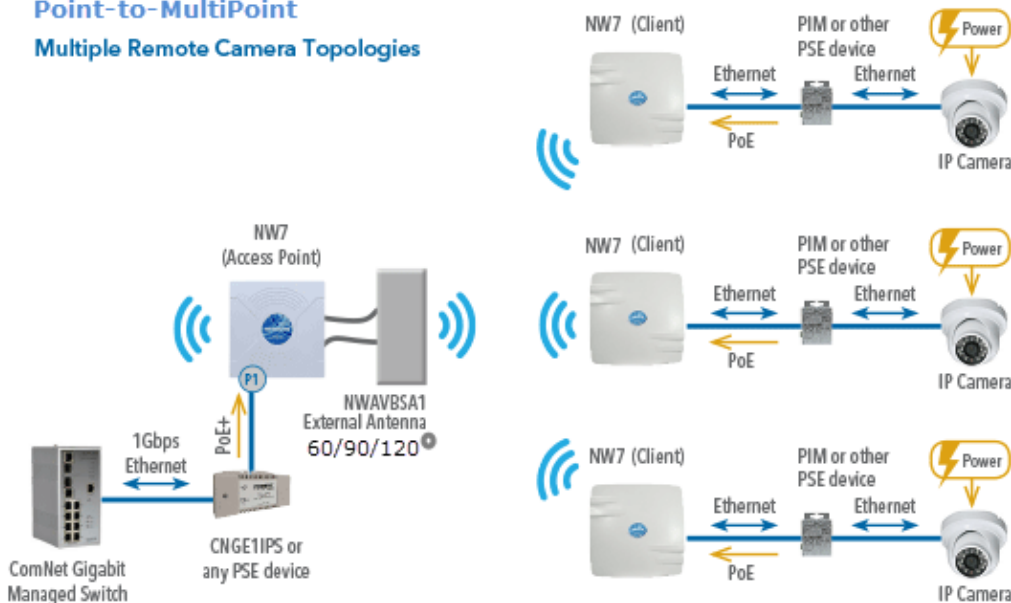 Point-to-MultiPoint
Multiple Remote Camera Topologies
NW7
(Access Point)
P1
NWAVBSA1
External Antenna
60/90/120°
PoE+
1Gbps
Ethernet
ComNet Gigabit
Managed Switch
CNGE1IPS or
any PSE device
NW7 (Client)
PIM or other
PSE device
Power
Ethernet
Ethernet
PoE
IP Camera
NW7 (Client)
PIM or other
PSE device
Power
Ethernet
Ethernet
PoE
IP Camera
NW7 (Client)
PIM or other
PSE device
Power
Ethernet
Ethernet
PoE
IP Camera